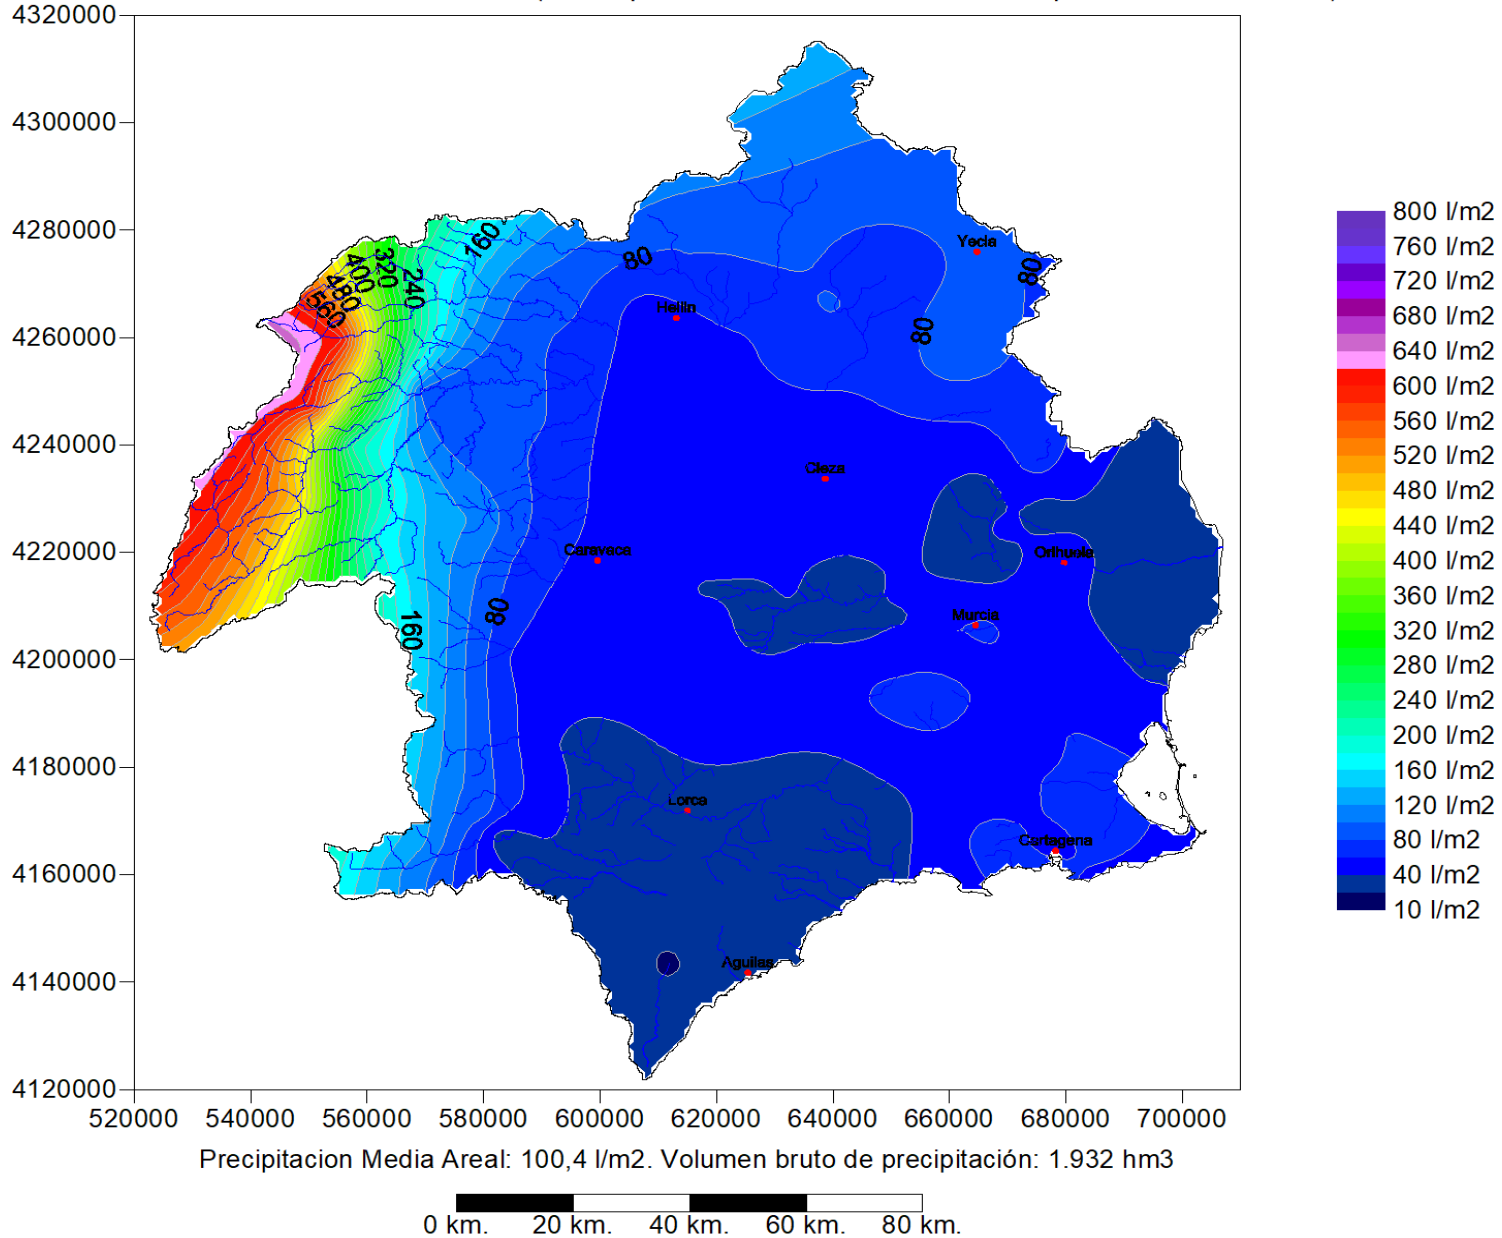 4320000
4300000
4280000
4260000
4240000
4220000
4200000
4180000
4160000
4140000
4120000
520000 540000 560000 580000 600000 620000 640000 660000 680000 700000
160
400
320
240
480
560
80
80
80
80
160
Yecla
Hellin
Cieza
Caravaca
Orihuela
Murcia
Lorca
Cartagena
Aguilas
800 l/m2
760 l/m2
720 l/m2
680 l/m2
640 l/m2
600 l/m2
560 l/m2
520 l/m2
480 l/m2
440 l/m2
400 l/m2
360 l/m2
320 l/m2
280 l/m2
240 l/m2
200 l/m2
160 l/m2
120 l/m2
80 l/m2
40 l/m2
10 l/m2
Precipitacion Media Areal: 100,4 l/m2. Volumen bruto de precipitación: 1.932 hm3
0 km. 20 km. 40 km. 60 km. 80 km.